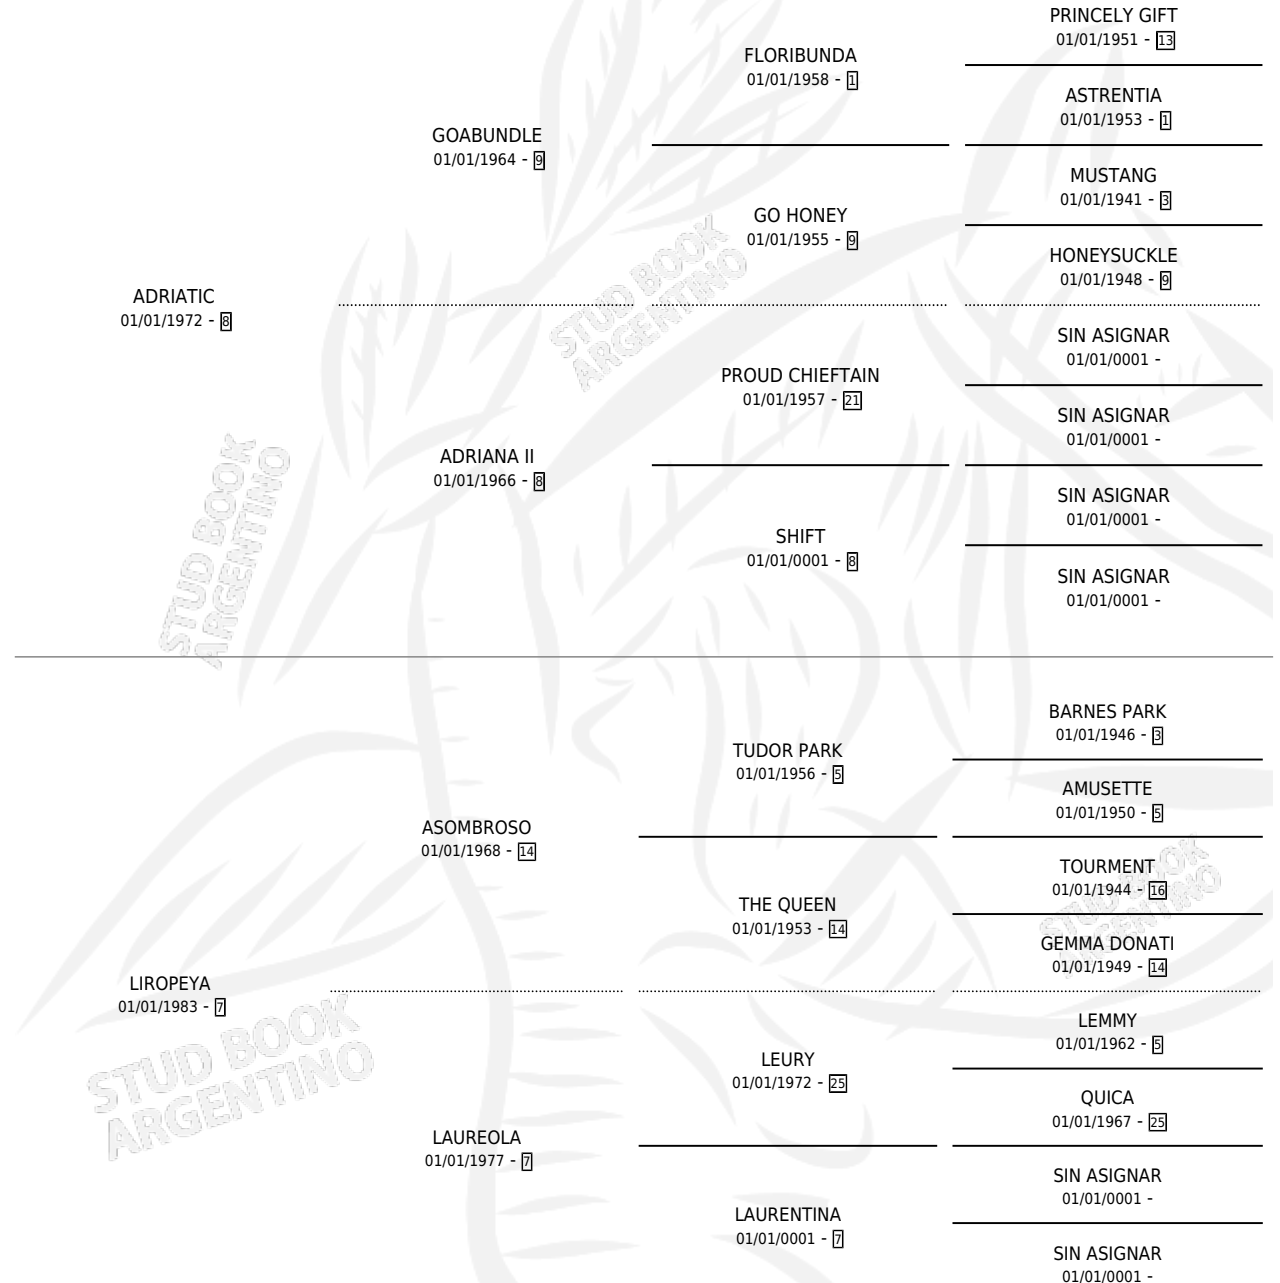 PRINCELY GIFT
01/01/1951 - 13
FLORIBUNDA
01/01/1958 - 1
ASTRENTIA
01/01/1953 - 1
GOABUNDLE
01/01/1964 - 9
MUSTANG
01/01/1941 - 3
GO HONEY
01/01/1955 - 9
HONEYSUCKLE
01/01/1948 - 9
ADRIATIC
01/01/1972 - 8
SIN ASIGNAR
01/01/0001 -
PROUD CHIEFTAIN
01/01/1957 - 21
SIN ASIGNAR
01/01/0001 -
ADRIANA II
01/01/1966 - 8
SIN ASIGNAR
01/01/0001 -
SHIFT
01/01/0001 - 8
SIN ASIGNAR
01/01/0001 -
STUD BOOK
ARGENTINO
STUD BOOK
ARGENTINO
BARNES PARK
01/01/1946 - 3
TUDOR PARK
01/01/1956 - 5
AMUSETTE
01/01/1950 - 5
ASOMBROSO
01/01/1968 - 14
TOURMENT
01/01/1944 - 16
THE QUEEN
01/01/1953 - 14
GEMMA DONATI
01/01/1949 - 14
LIROPEYA
01/01/1983 - 7
LEMMY
01/01/1962 - 5
LEURY
01/01/1972 - 25
QUICA
01/01/1967 - 25
LAUREOLA
01/01/1977 - 7
SIN ASIGNAR
01/01/0001 -
LAURENTINA
01/01/0001 - 7
SIN ASIGNAR
01/01/0001 -
STUD BOOK
ARGENTINO
STUD BOOK
ARGENTINO